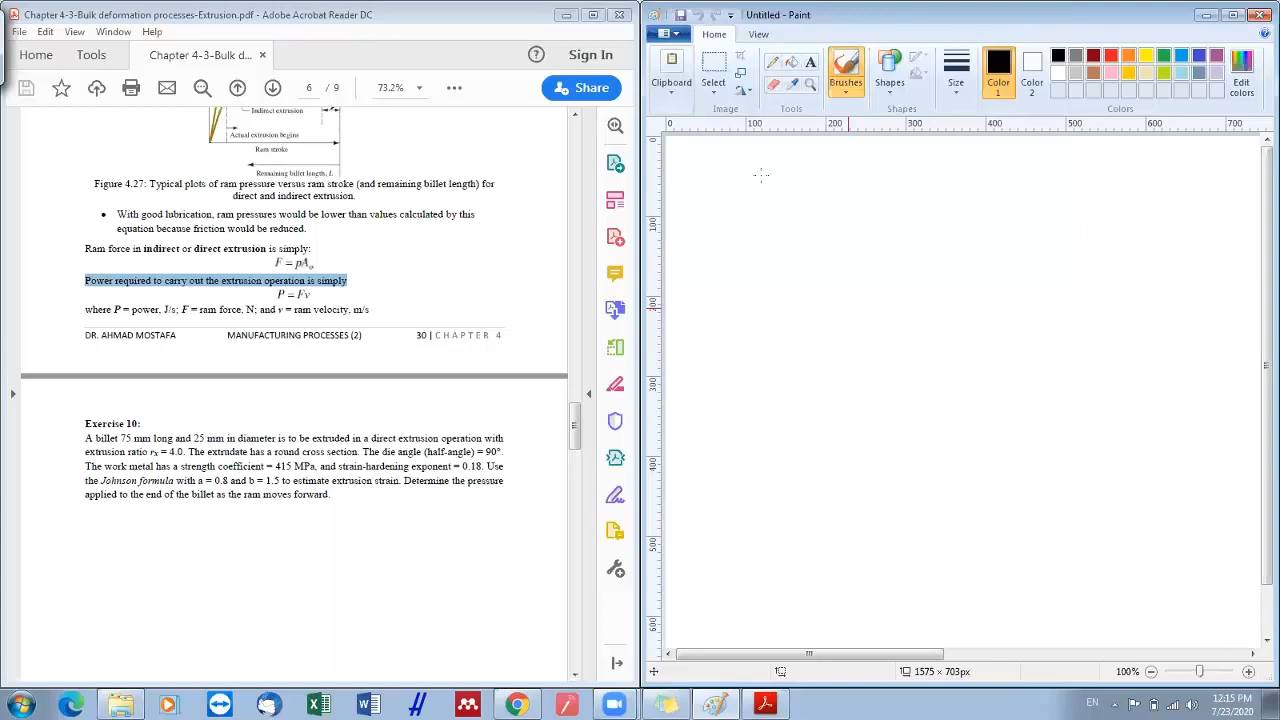 Chapter 4-3-Bulk deformation processes-Extrusion.pdf - Adobe Acrobat Reader DC
File Edit View Window Help
Home Tools Chapter 4-3-Bulk d... × Sign In
6 / 9 73.2% Share
Indirect extrusion
Actual extrusion begins
Ram stroke
Remaining billet length, L
Figure 4.27: Typical plots of ram pressure versus ram stroke (and remaining billet length) for
direct and indirect extrusion.
• With good lubrication, ram pressures would be lower than values calculated by this
equation because friction would be reduced.
Ram force in indirect or direct extrusion is simply:
F = pAₒ
Power required to carry out the extrusion operation is simply
P = Fv
where P = power, J/s; F = ram force, N; and v = ram velocity, m/s
DR. AHMAD MOSTAFA MANUFACTURING PROCESSES (2) 30 | CHAPTER 4
Exercise 10:
A billet 75 mm long and 25 mm in diameter is to be extruded in a direct extrusion operation with
extrusion ratio rₓ = 4.0. The extrudate has a round cross section. The die angle (half-angle) = 90°.
The work metal has a strength coefficient = 415 MPa, and strain-hardening exponent = 0.18. Use
the Johnson formula with a = 0.8 and b = 1.5 to estimate extrusion strain. Determine the pressure
applied to the end of the billet as the ram moves forward.
Untitled - Paint
Home View
Clipboard Select Brushes Shapes Size Color 1 Color 2 Edit colors
Image Tools Shapes Colors
0 100 200 300 400 500 600 700
0
100
200
300
400
500
600
1575 × 703px 100%
EN 12:15 PM
7/23/2020